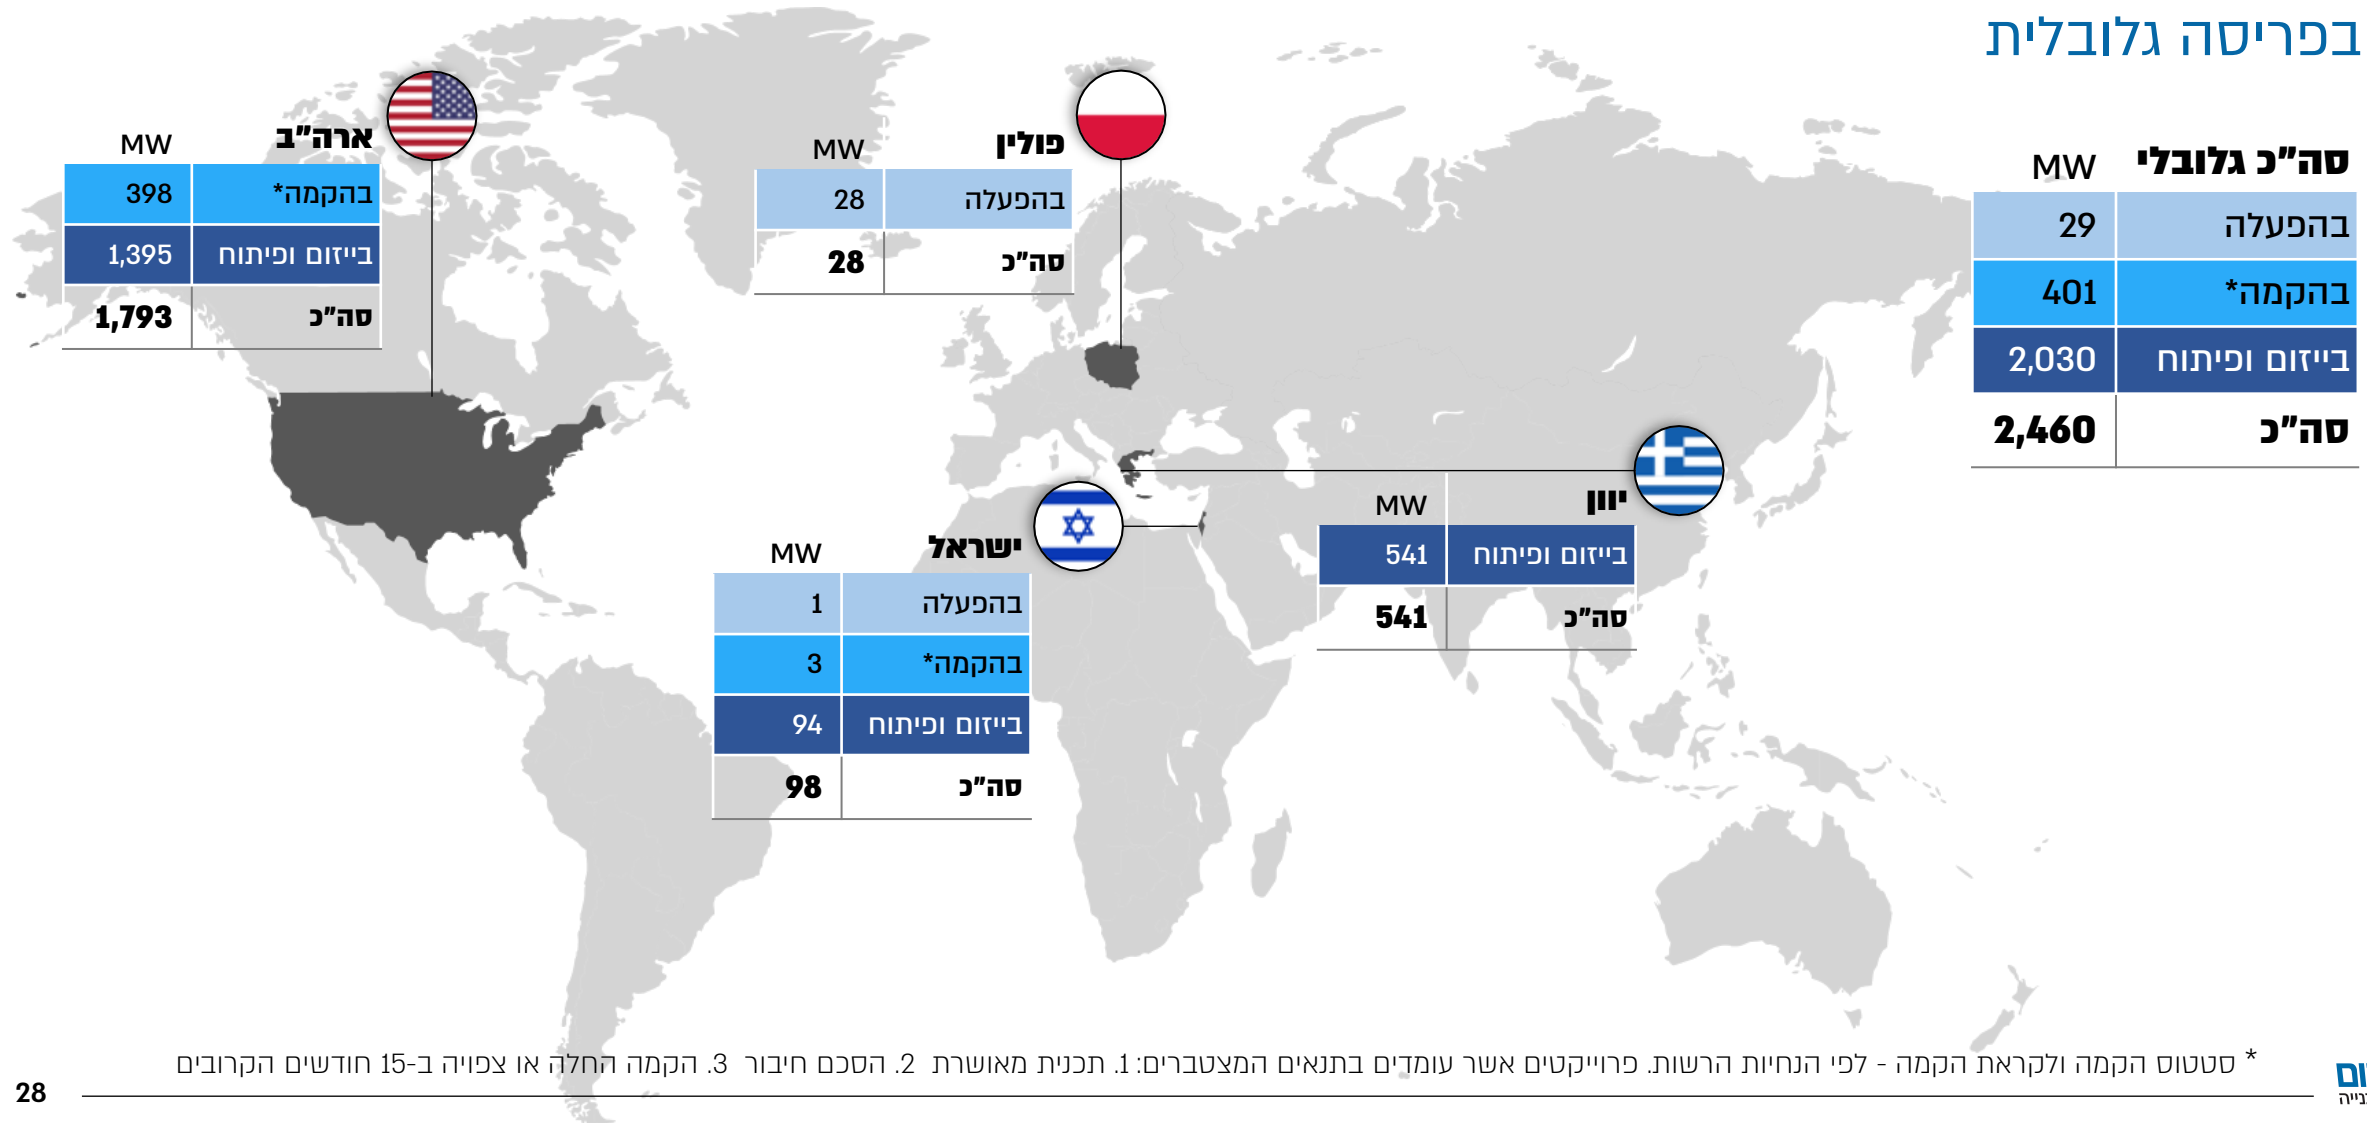 בפריסה גלובלית
סה״כ גלובלי MW
בהפעלה 29
בהקמה* 401
בייזום ופיתוח 2,030
סה״כ 2,460
פולין MW
בהפעלה 28
סה״כ 28
ארה״ב MW
בהקמה* 398
בייזום ופיתוח 1,395
סה״כ 1,793
יוון MW
בייזום ופיתוח 541
סה״כ 541
ישראל MW
בהפעלה 1
בהקמה* 3
בייזום ופיתוח 94
סה״כ 98
* סטטוס הקמה ולקראת הקמה - לפי הנחיות הרשות. פרוייקטים אשר עומדים בתנאים המצטברים: 1. תכנית מאושרת 2. הסכם חיבור 3. הקמה החלה או צפויה ב-15 חודשים הקרובים
28